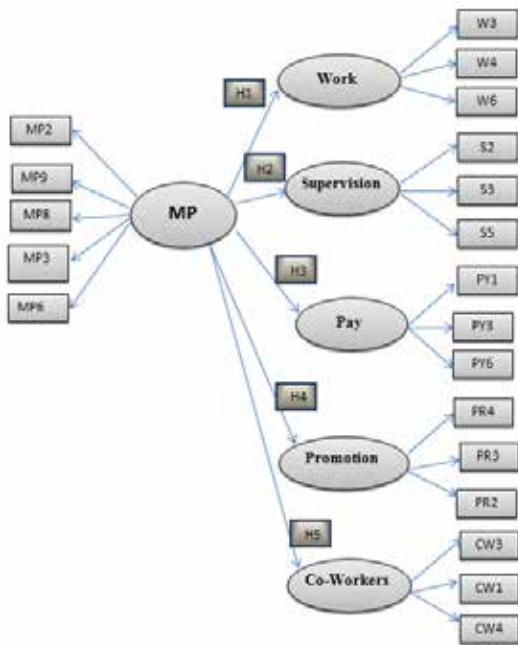 W3
W4
W6
Work
H1
MP2
MP9
MP8
MP3
MP6
MP
H2
Supervision
S2
S3
S5
H3
Pay
PY1
PY3
PY6
H4
Promotion
PR4
PR3
PR2
H5
Co-Workers
CW3
CW1
CW4